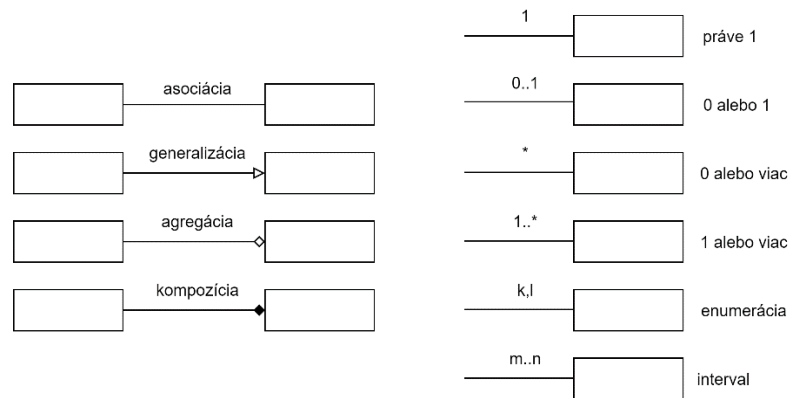 asociácia
generalizácia
agregácia
kompozícia
1
práve 1
0..1
0 alebo 1
*
0 alebo viac
1..*
1 alebo viac
k,l
enumerácia
m..n
interval